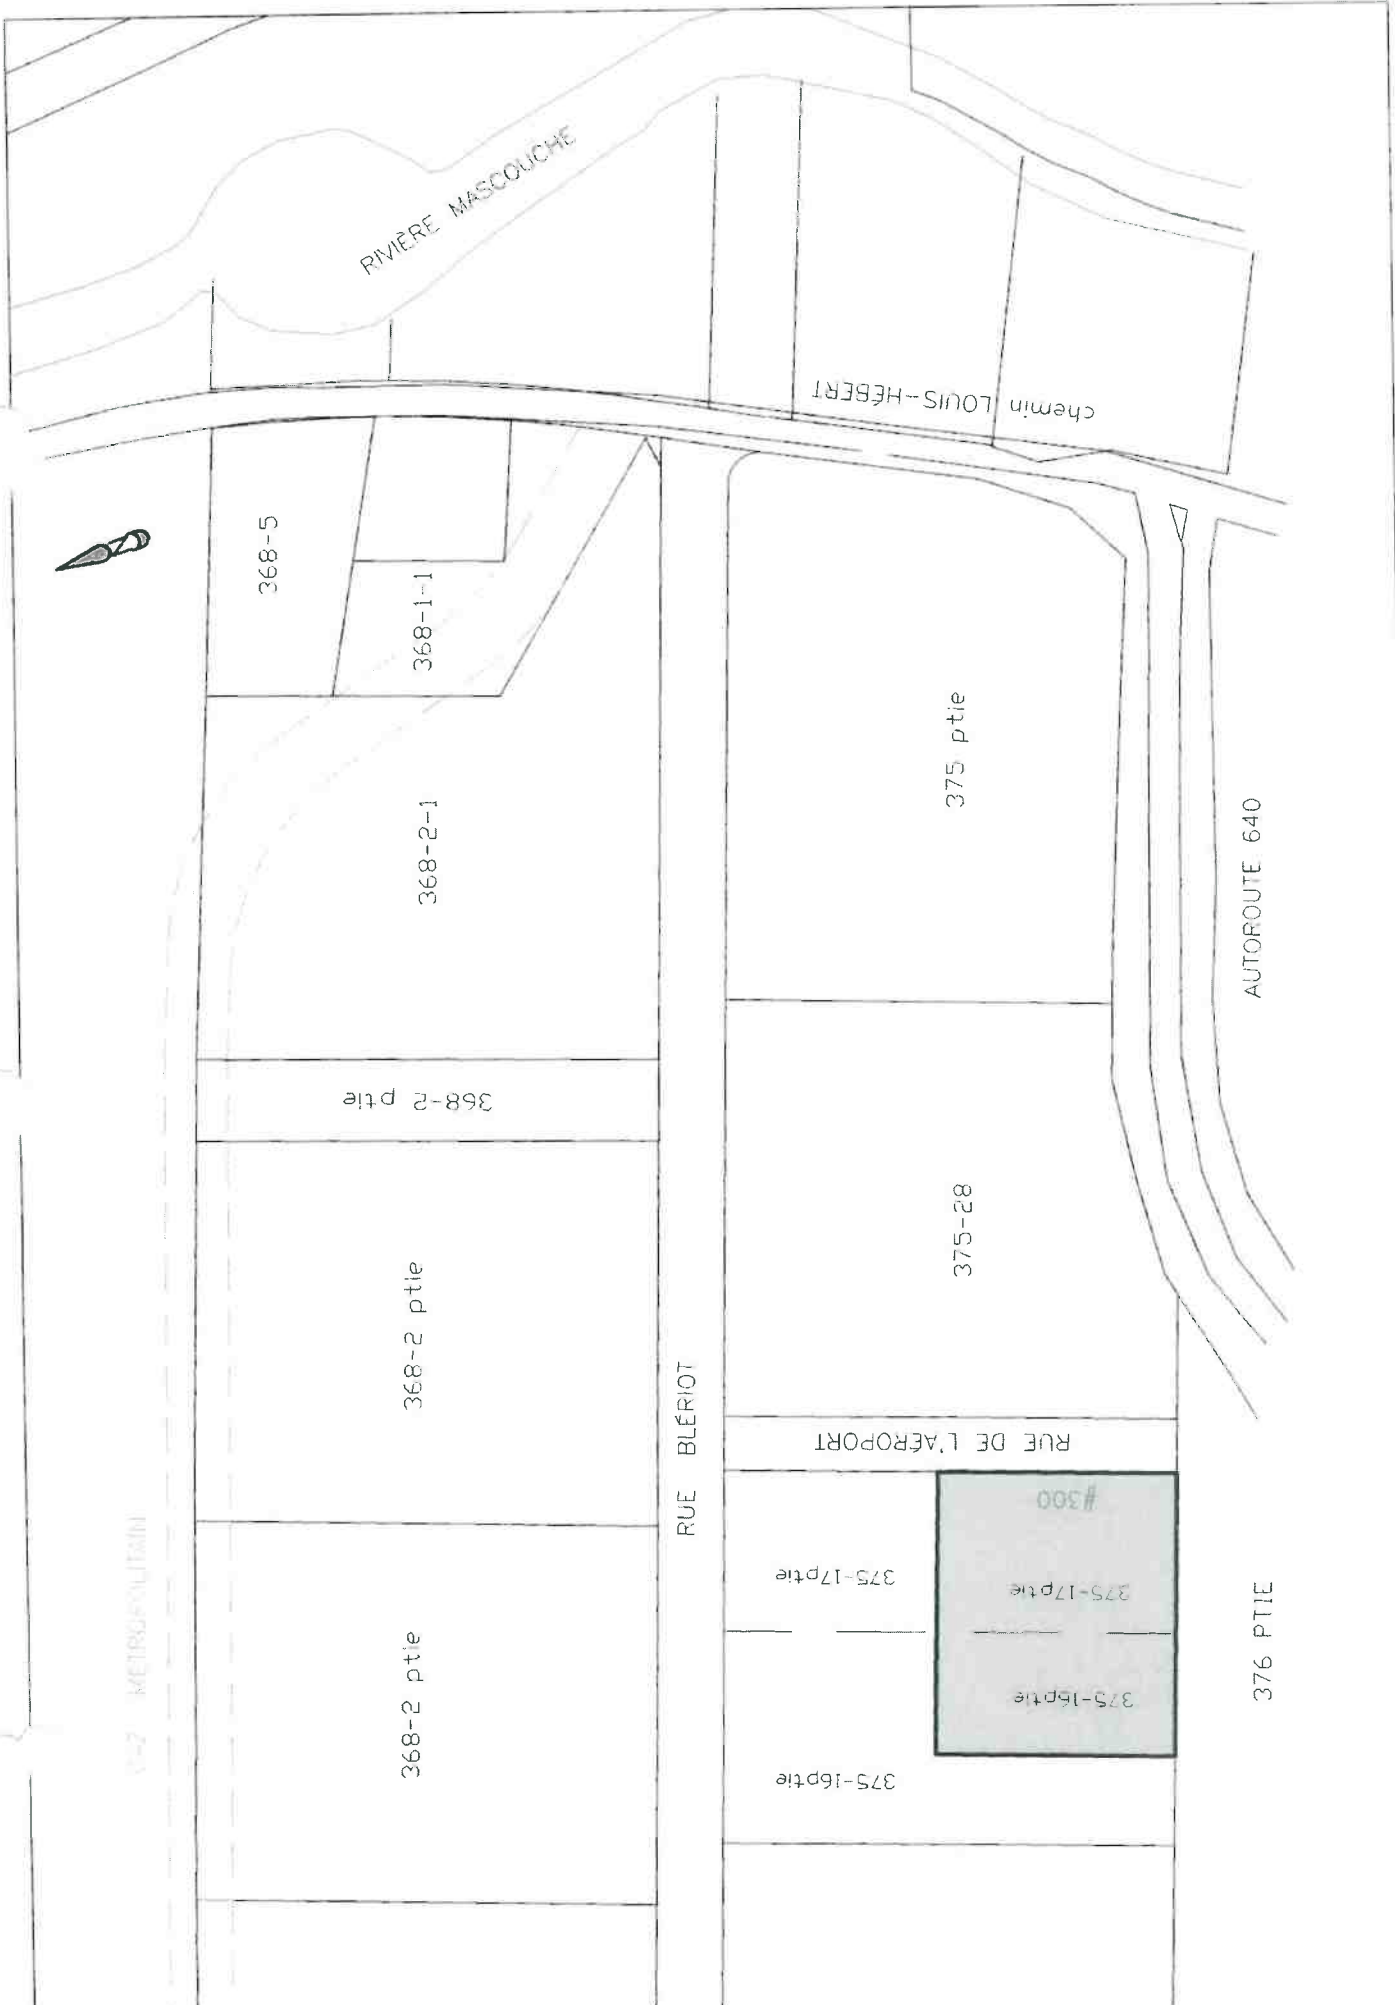 RIVIÈRE MASCOUCHE
chemin LOUIS-HÉBERT
368-5
368-1-1
368-2-1
375 ptie
AUTOROUTE 640
368-2 ptie
375-28
368-2 ptie
RUE BLÉRIOT
RUE DE L'AÉROPORT
#300
375-17ptie
375-17ptie
376 PTIE
368-2 ptie
375-16ptie
375-16ptie
METROPOLITAIN